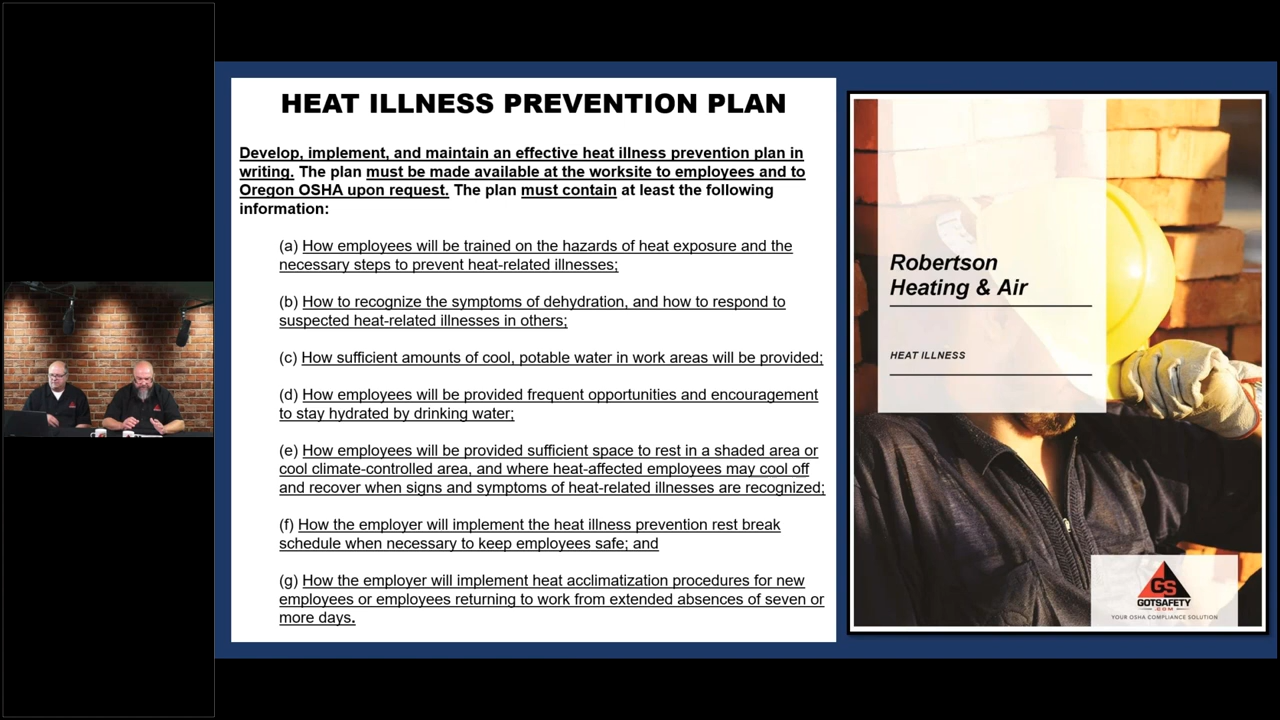 HEAT ILLNESS PREVENTION PLAN
Develop, implement, and maintain an effective heat illness prevention plan in
writing. The plan must be made available at the worksite to employees and to
Oregon OSHA upon request. The plan must contain at least the following
information:
(a) How employees will be trained on the hazards of heat exposure and the
necessary steps to prevent heat-related illnesses;
(b) How to recognize the symptoms of dehydration, and how to respond to
suspected heat-related illnesses in others;
(c) How sufficient amounts of cool, potable water in work areas will be provided;
(d) How employees will be provided frequent opportunities and encouragement
to stay hydrated by drinking water;
(e) How employees will be provided sufficient space to rest in a shaded area or
cool climate-controlled area, and where heat-affected employees may cool off
and recover when signs and symptoms of heat-related illnesses are recognized;
(f) How the employer will implement the heat illness prevention rest break
schedule when necessary to keep employees safe; and
(g) How the employer will implement heat acclimatization procedures for new
employees or employees returning to work from extended absences of seven or
more days.
Robertson
Heating & Air
HEAT ILLNESS
GS
GOTSAFETY
.COM
YOUR OSHA COMPLIANCE SOLUTION